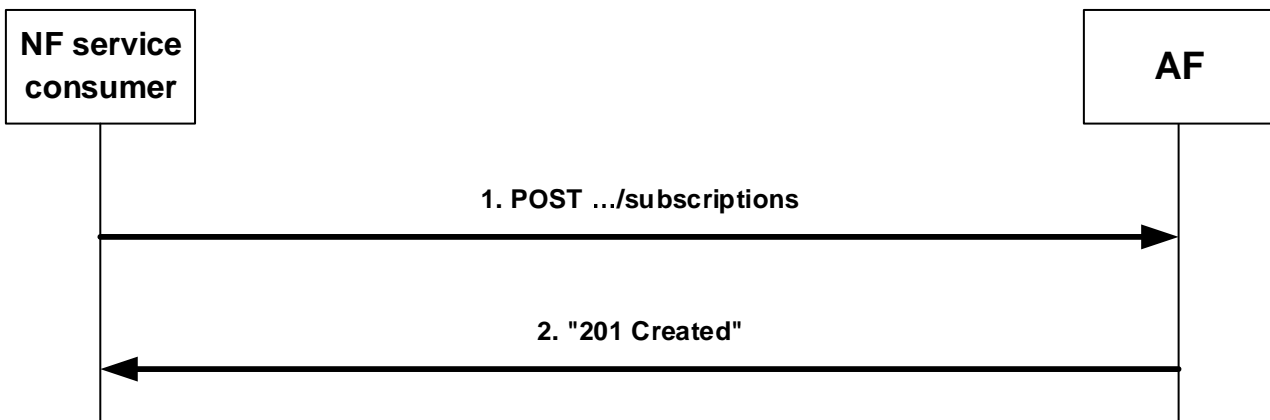 NF service
consumer
AF
1. POST .../subscriptions
2. "201 Created"